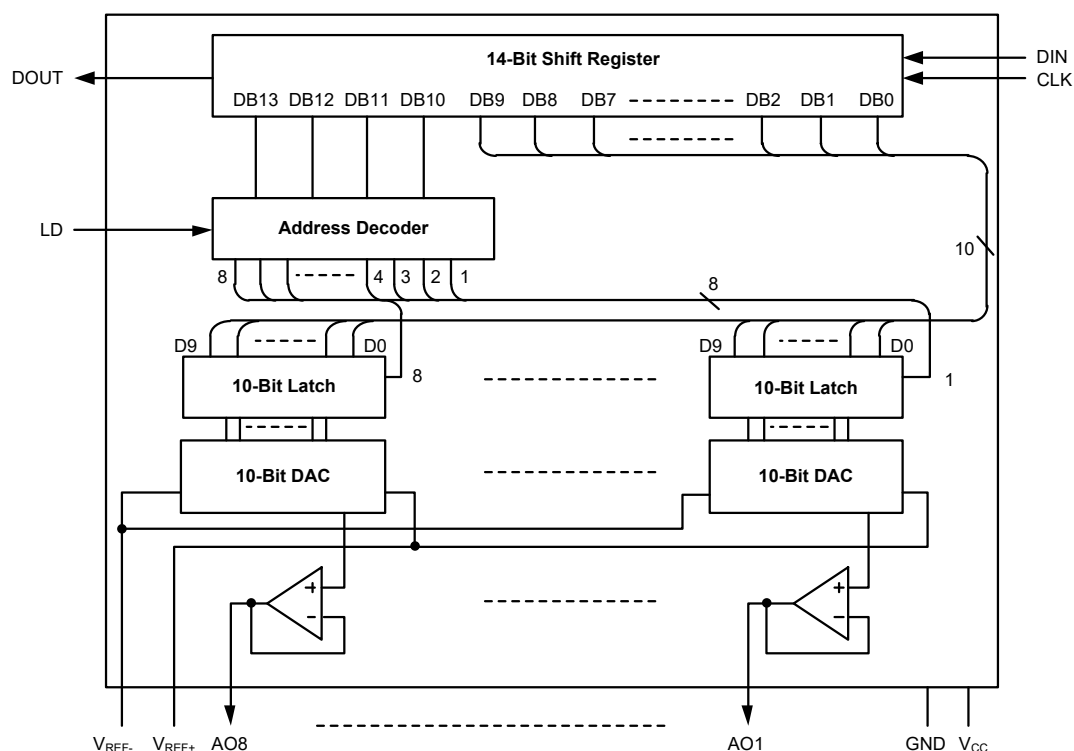 14-Bit Shift Register
DIN
DOUT
CLK
DB13 DB12 DB11 DB10 DB9 DB8 DB7 DB2 DB1 DB0
LD
Address Decoder
10
8 4 3 2 1
8
D9 D0 D9 D0
10-Bit Latch 8 10-Bit Latch 1
10-Bit DAC 10-Bit DAC
+ +
− −
VREF- VREF+ AO8 AO1 GND VCC